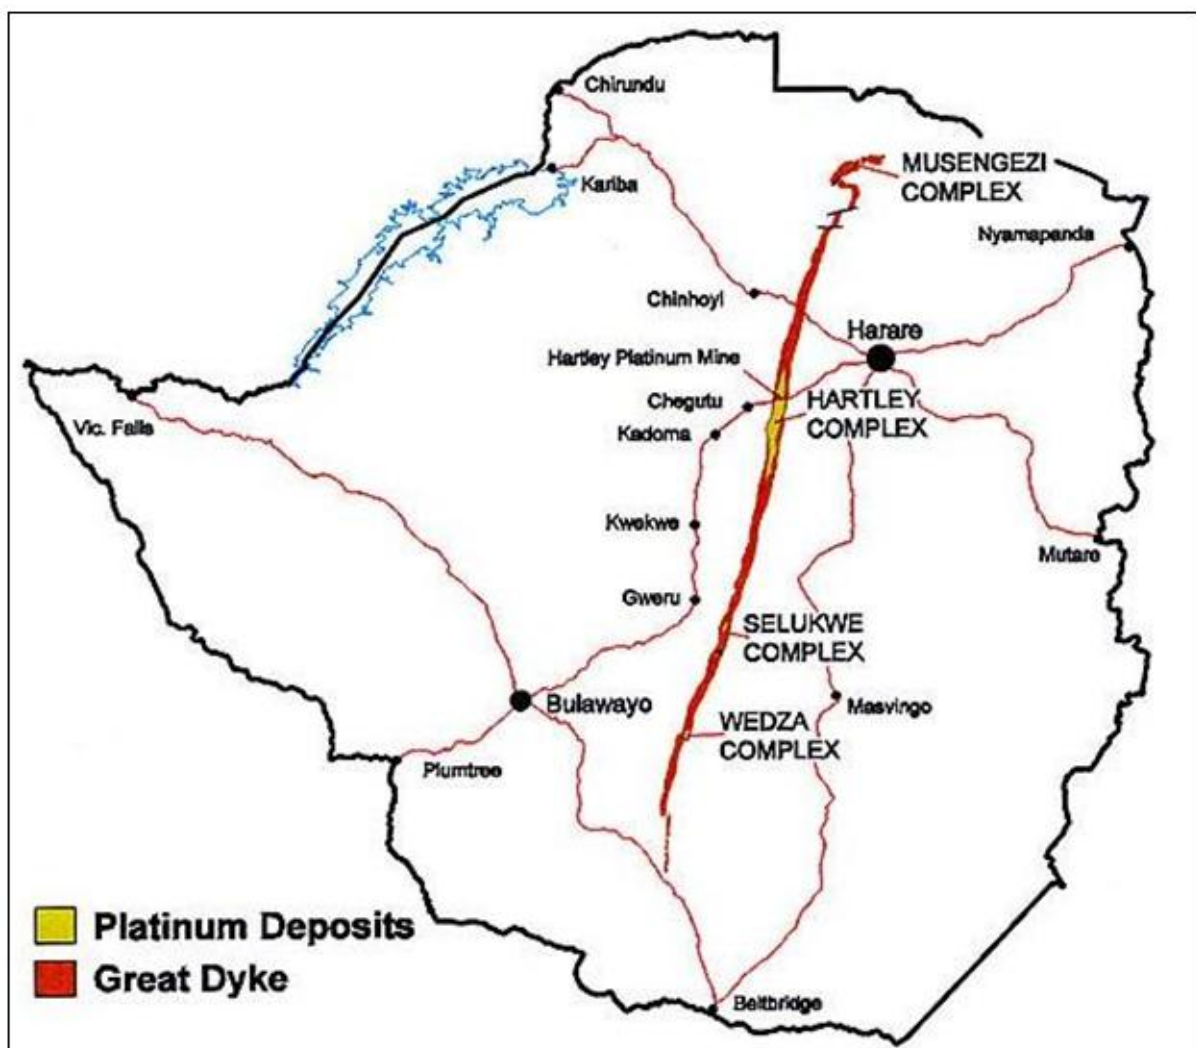 Chirundu
Kariba
MUSENGEZI
COMPLEX
Nyamapanda
Chinhoyi
Harare
Hartley Platinum Mine
HARTLEY
COMPLEX
Chegutu
Kadoma
Vic. Falls
Kwekwe
Mutare
Gweru
SELUKWE
COMPLEX
Bulawayo
Masvingo
WEDZA
COMPLEX
Plumtree
Platinum Deposits
Great Dyke
Beitbridge